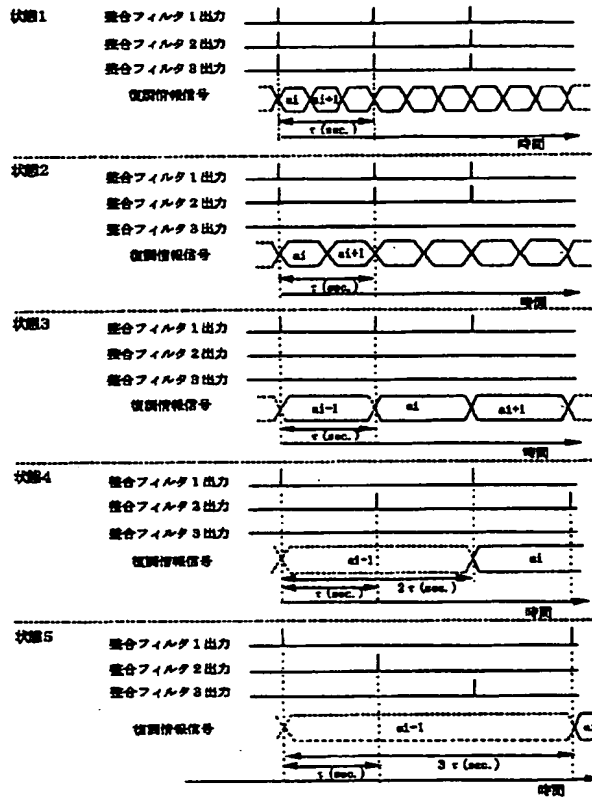 状態1
整合フィルタ1出力
整合フィルタ2出力
整合フィルタ3出力
復調情報信号
ai ai+1
τ (sec.)
時間
状態2
整合フィルタ1出力
整合フィルタ2出力
整合フィルタ3出力
復調情報信号
ai ai+1
τ (sec.)
時間
状態3
整合フィルタ1出力
整合フィルタ2出力
整合フィルタ3出力
復調情報信号
ai-1 ai ai+1
τ (sec.)
時間
状態4
整合フィルタ1出力
整合フィルタ2出力
整合フィルタ3出力
復調情報信号
ai-1 ai
τ (sec.) 2τ (sec.)
時間
状態5
整合フィルタ1出力
整合フィルタ2出力
整合フィルタ3出力
復調情報信号
ai-1
τ (sec.) 3τ (sec.)
時間